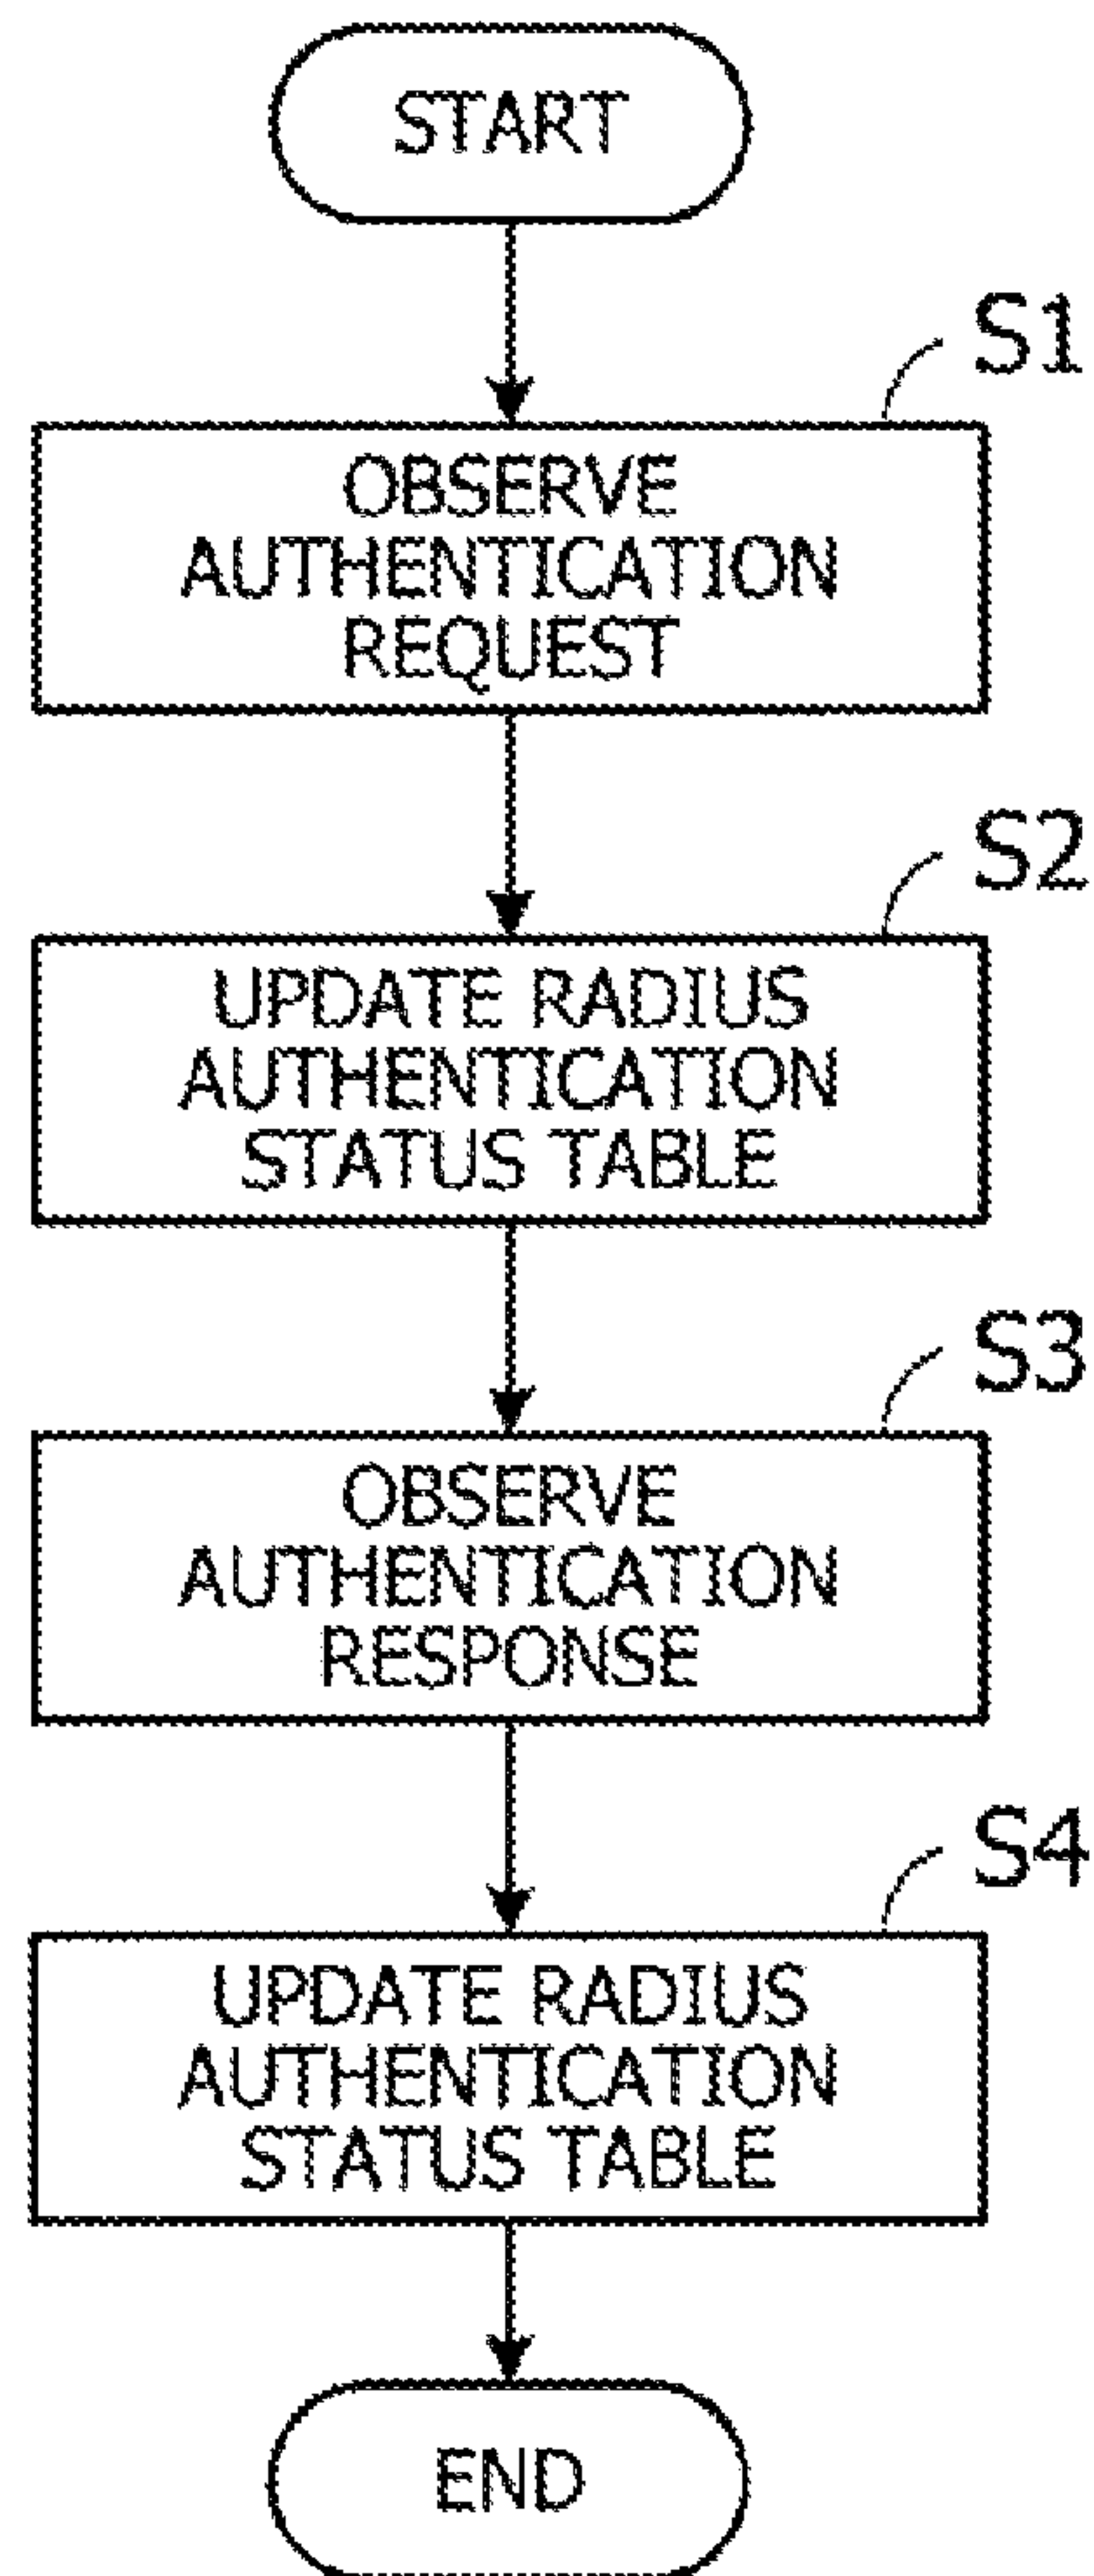 START
S1
OBSERVE
AUTHENTICATION
REQUEST
S2
UPDATE RADIUS
AUTHENTICATION
STATUS TABLE
S3
OBSERVE
AUTHENTICATION
RESPONSE
S4
UPDATE RADIUS
AUTHENTICATION
STATUS TABLE
END